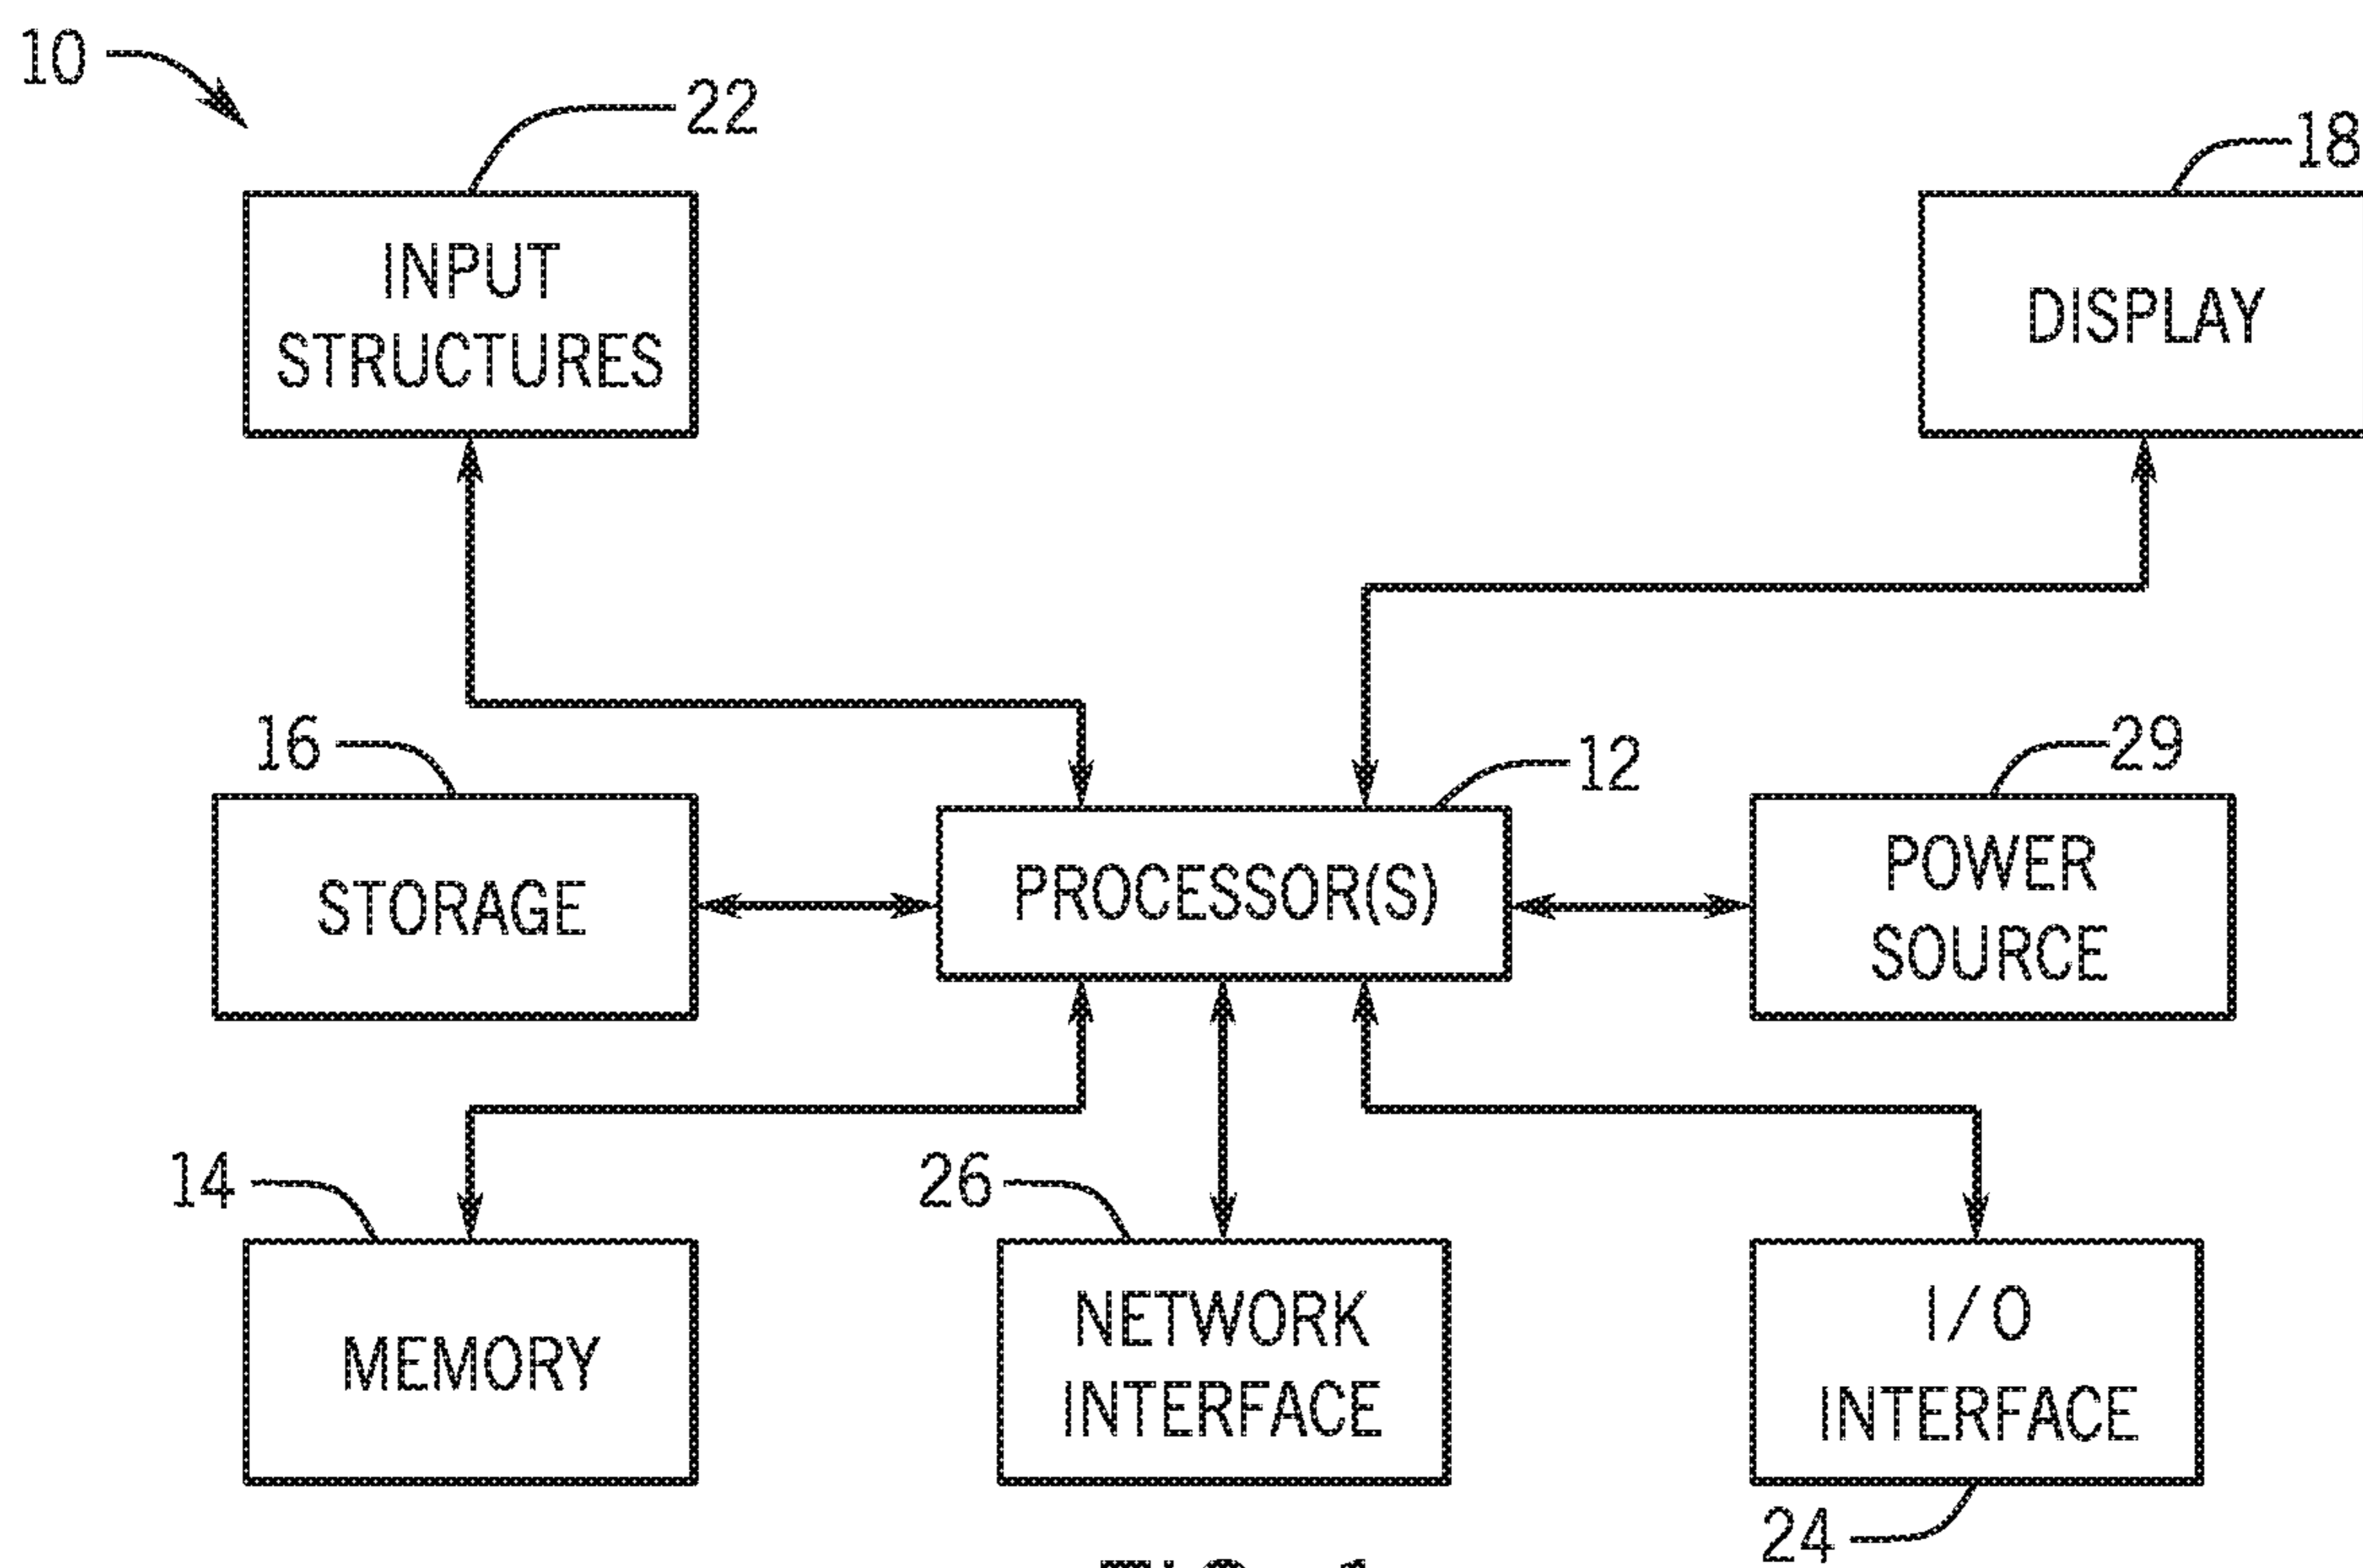 10
22
18
INPUT
STRUCTURES
DISPLAY
16
12
29
STORAGE
PROCESSOR(S)
POWER
SOURCE
14
26
MEMORY
NETWORK
INTERFACE
I/O
INTERFACE
24